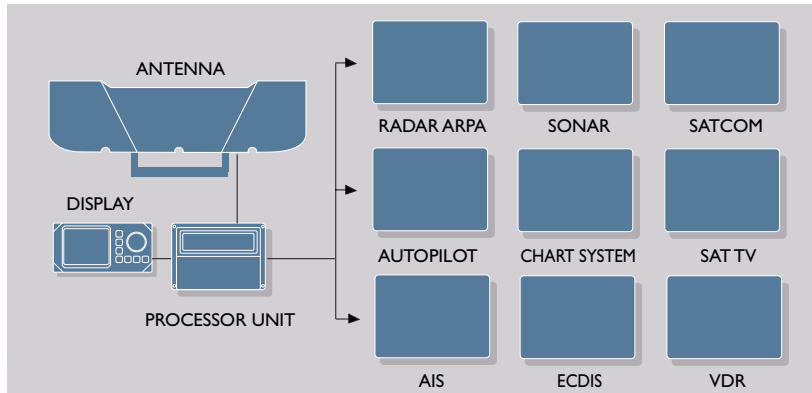 ANTENNA
DISPLAY
PROCESSOR UNIT
RADAR ARPA
SONAR
SATCOM
AUTOPILOT
CHART SYSTEM
SAT TV
AIS
ECDIS
VDR